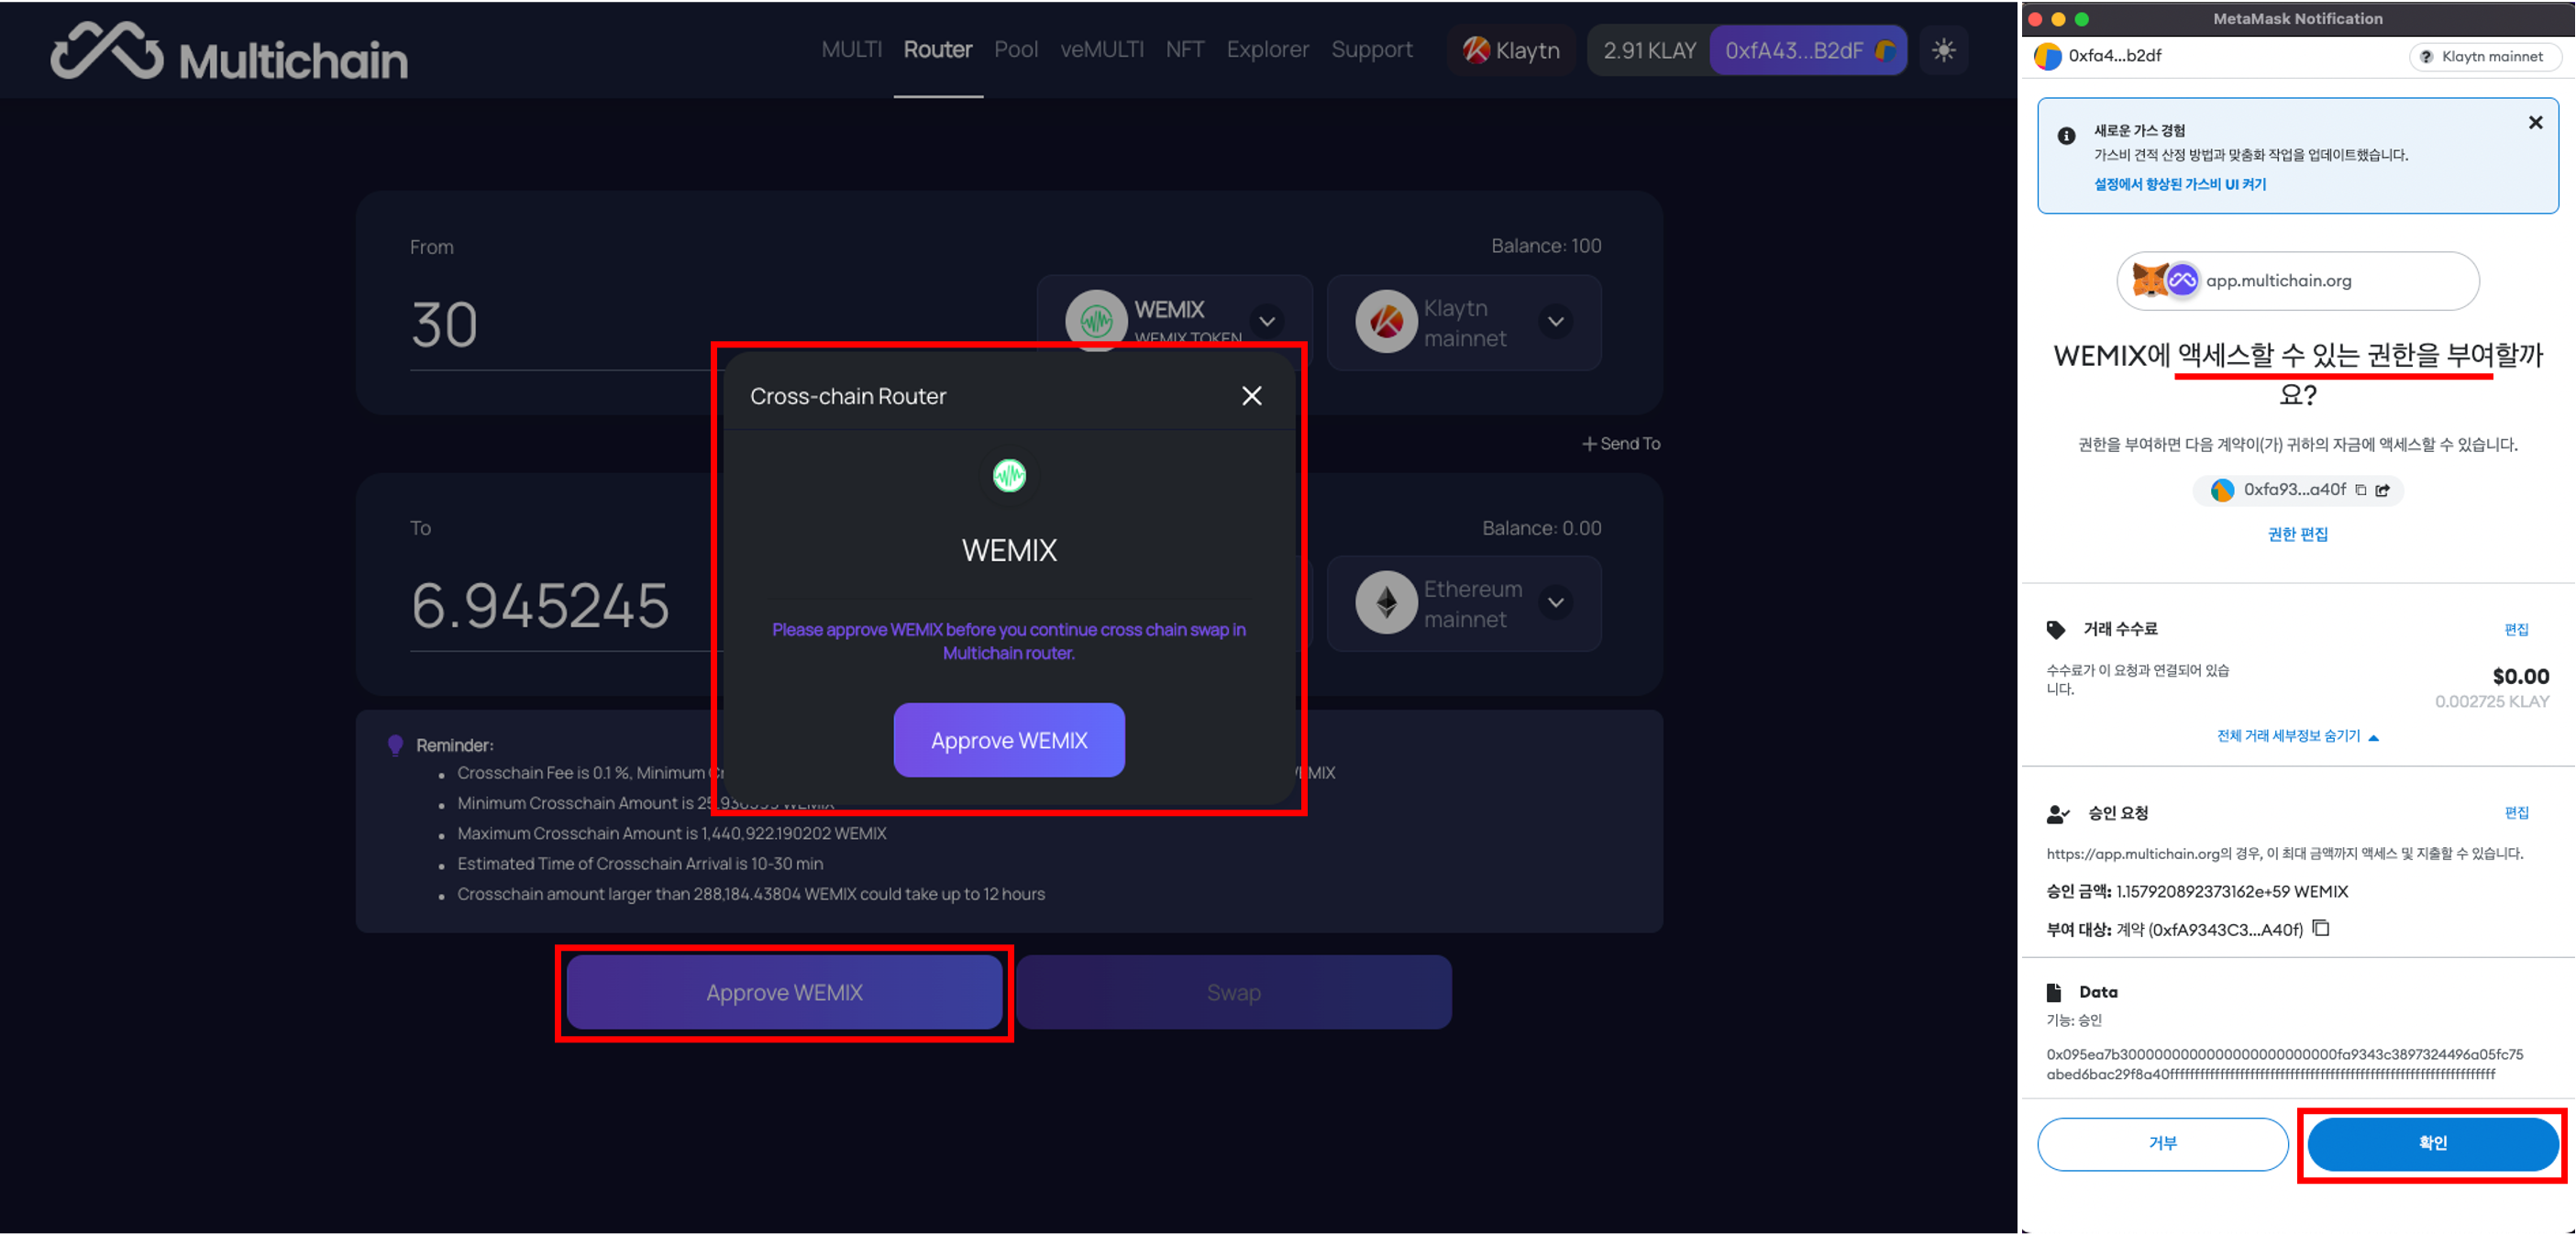 Multichain
MULTI Router Pool veMULTI NFT Explorer Support
Klaytn
2.91 KLAY 0xfA43...B2dF
From
Balance: 100
30
WEMIX
WEMIX TOKEN
Klaytn
mainnet
Cross-chain Router
Send To
WEMIX
To
Balance: 0.00
6.945245
Ethereum
mainnet
Please approve WEMIX before you continue cross chain swap in
Multichain router.
Approve WEMIX
Reminder:
Crosschain Fee is 0.1 %, Minimum
Minimum Crosschain Amount is
Maximum Crosschain Amount is 1,440,922.190202 WEMIX
Estimated Time of Crosschain Arrival is 10-30 min
Crosschain amount larger than 288,184.43804 WEMIX could take up to 12 hours
Approve WEMIX
Swap
MetaMask Notification
0xfa4...b2df
Klaytn mainnet
새로운 가스 경험
가스비 견적 산정 방법과 맞춤화 작업을 업데이트했습니다.
설정에서 향상된 가스비 UI 켜기
app.multichain.org
WEMIX에 액세스할 수 있는 권한을 부여할까
요?
권한을 부여하면 다음 계약이(가) 귀하의 자금에 액세스할 수 있습니다.
0xfa93...a40f
권한 편집
거래 수수료
편집
수수료가 이 요청과 연결되어 있습
니다.
$0.00
0.002725 KLAY
전체 거래 세부정보 숨기기
승인 요청
편집
https://app.multichain.org의 경우, 이 최대 금액까지 액세스 및 지출할 수 있습니다.
승인 금액: 1.157920892373162e+59 WEMIX
부여 대상: 계약 (0xfA9343C3...A40f)
Data
기능: 승인
0x095ea7b3000000000000000000000000fa9343c3897324496a05fc75
abed6bac29f8a40fffffffffffffffffffffffffffffffffffffffffffffffffffffffffffffffff
거부
확인